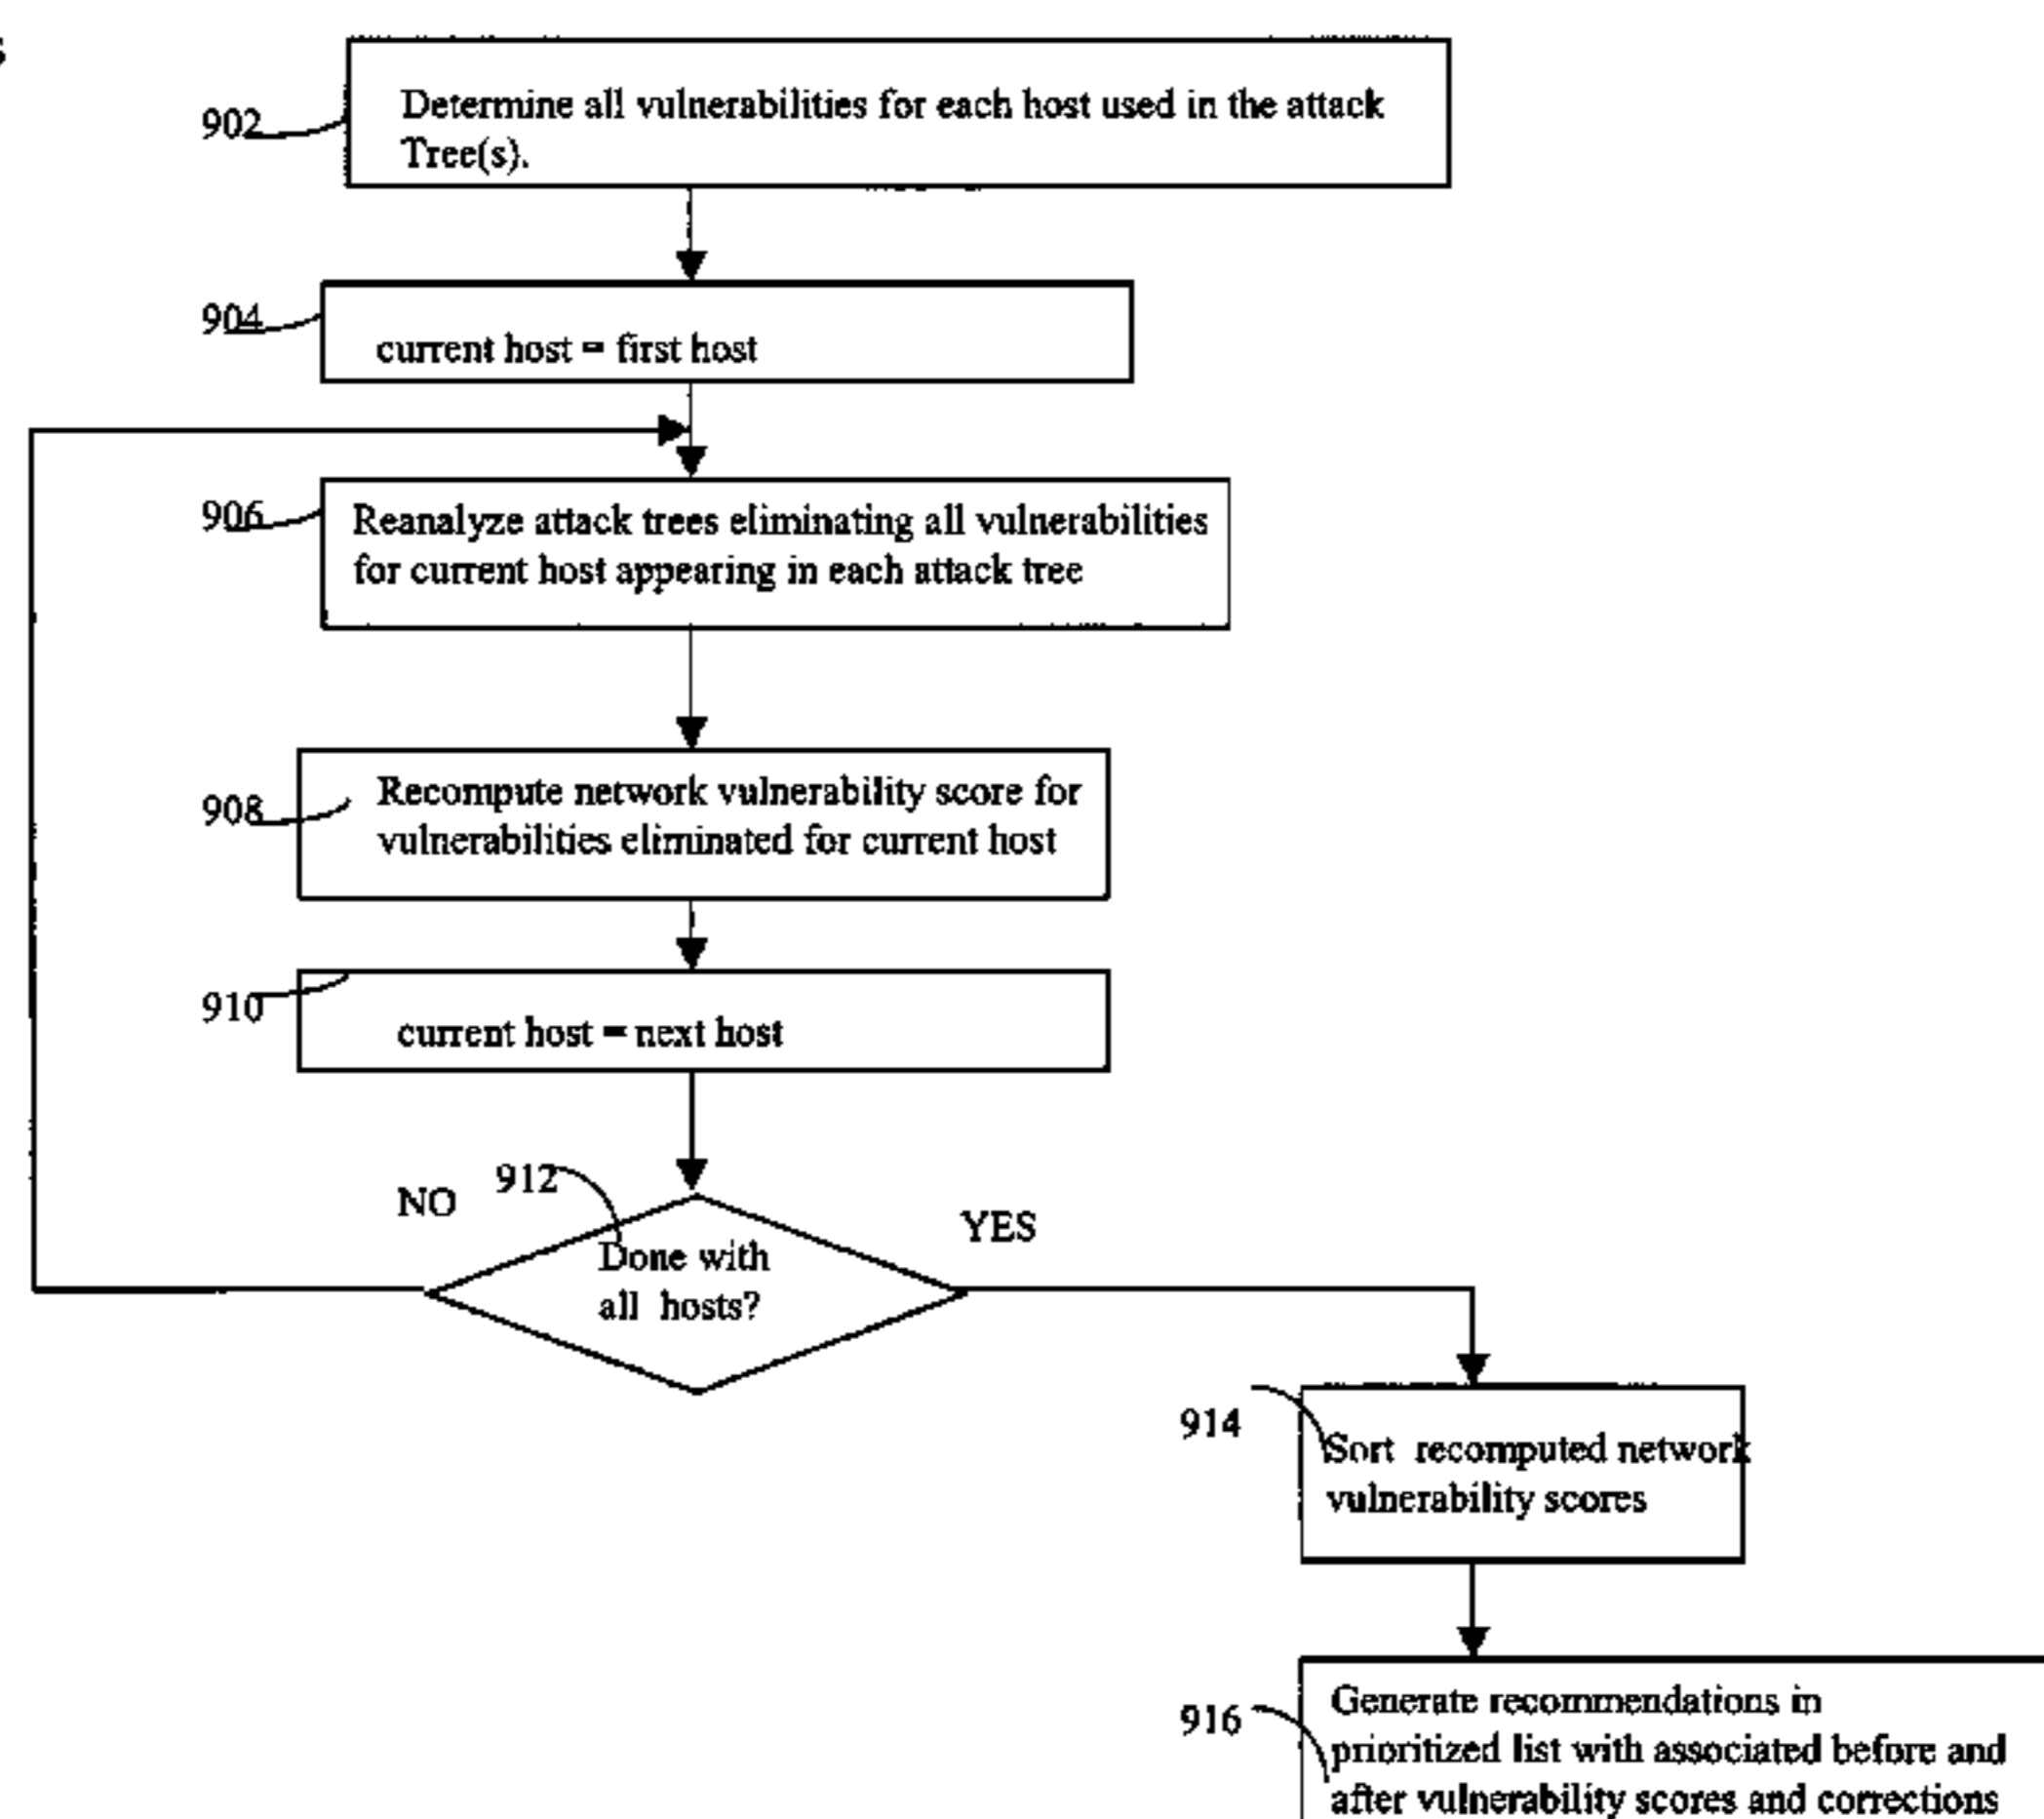 902
Determine all vulnerabilities for each host used in the attack
Tree(s).
904
current host = first host
906
Reanalyze attack trees eliminating all vulnerabilities
for current host appearing in each attack tree
908
Recompute network vulnerability score for
vulnerabilities eliminated for current host
910
current host = next host
NO
912
YES
Done with
all hosts?
914
Sort recomputed network
vulnerability scores
916
Generate recommendations in
prioritized list with associated before and
after vulnerability scores and corrections